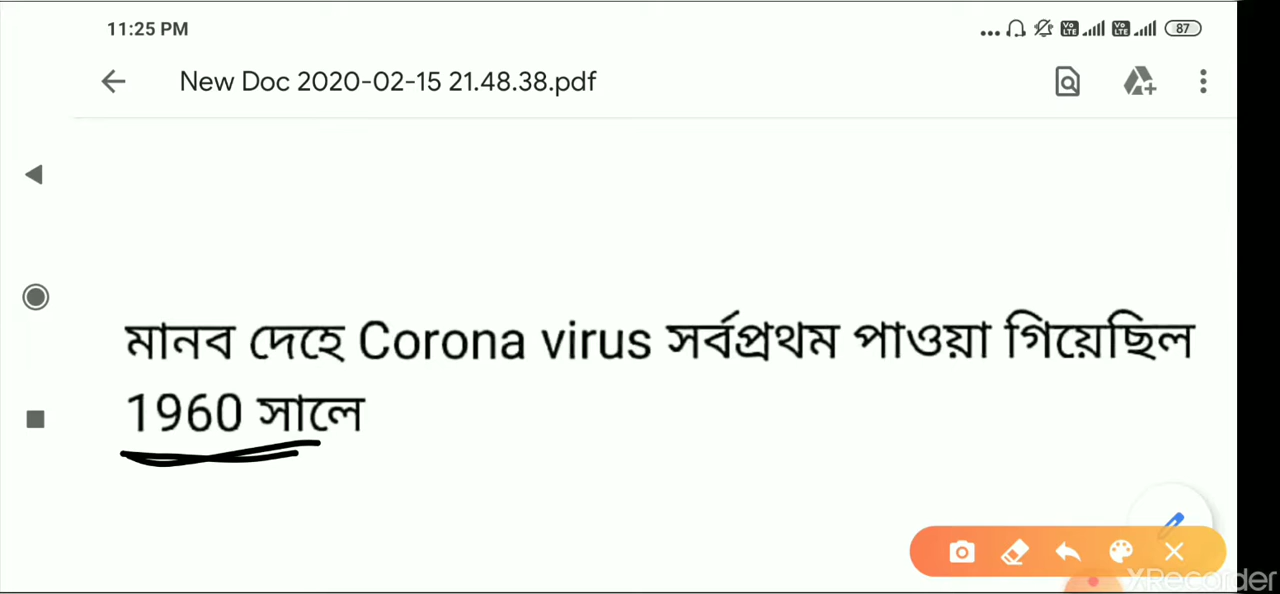 11:25 PM
87
New Doc 2020-02-15 21.48.38.pdf
মানব দেহে Corona virus সর্বপ্রথম পাওয়া গিয়েছিল
1960 সালে
XRecorder